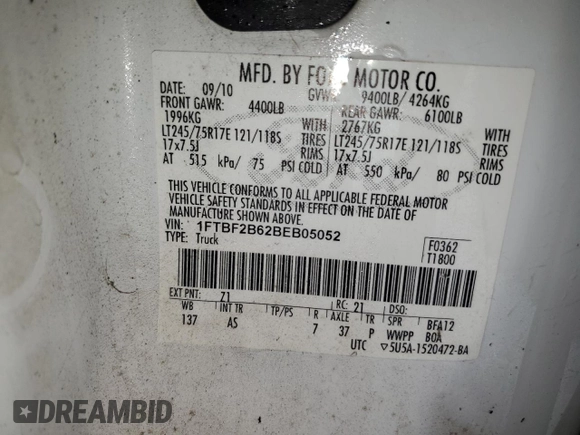 MFD. BY FORD MOTOR CO.
DATE: 09/10 GVWR: 9400LB/ 4264KG
FRONT GAWR: 4400LB REAR GAWR: 6100LB
1996KG WITH 2767KG WITH
LT245/75R17E 121/118S TIRES LT245/75R17E 121/118S TIRES
17x7.5J RIMS 17x7.5J RIMS
AT 515 kPa/ 75 PSI COLD AT 550 kPa/ 80 PSI COLD
THIS VEHICLE CONFORMS TO ALL APPLICABLE FEDERAL MOTOR
VEHICLE SAFETY STANDARDS IN EFFECT ON THE DATE OF
MANUFACTURE SHOWN ABOVE.
VIN: 1FTBF2B62BEB05052
TYPE: Truck
F0362
T1800
EXT PNT: Z1 RC: 21 DSO:
WB INT TR TP/PS R AXLE TR SPR BFA12
137 AS 7 37 P WWPP BOA
UTC ▽5U5A-1520472-BA
DREAMBID